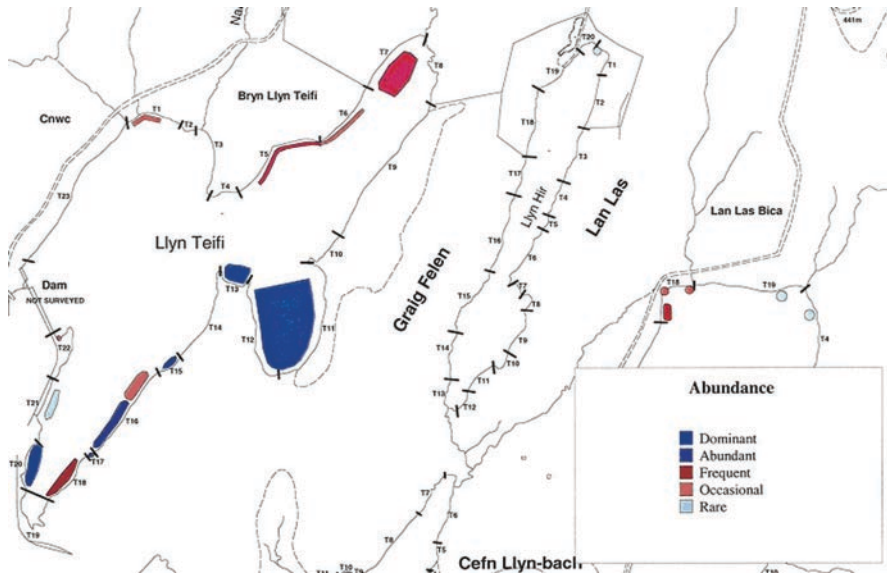 Na
T20
441m
T7
T8
T19
T1
Bryn Llyn Teifi
T2
Cnwc
T1
T2
T6
T18
T3
T5
T3
T9
T4
T17
T4
Lan Las Bica
T23
Llyn Hir
Lan Las
T5
Llyn Teifi
T16
T10
T6
Dam
NOT SURVEYED
T13
Graig Felen
T7
T18
T19
T15
T8
T14
T12
T11
T22
T14
T9
T4
T15
T10
T11
T21
T16
T13
T12
Abundance
Dominant
T17
Abundant
T20
T18
Frequent
T7
Occasional
T19
T6
Rare
T8
T5
T10
T9
Cefn Llyn-bach
T10